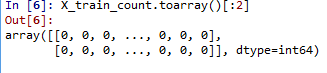 In [6]: X_train_count.toarray()[:2]
Out[6]:
array([[0, 0, 0, ..., 0, 0, 0],
       [0, 0, 0, ..., 0, 0, 0]], dtype=int64)